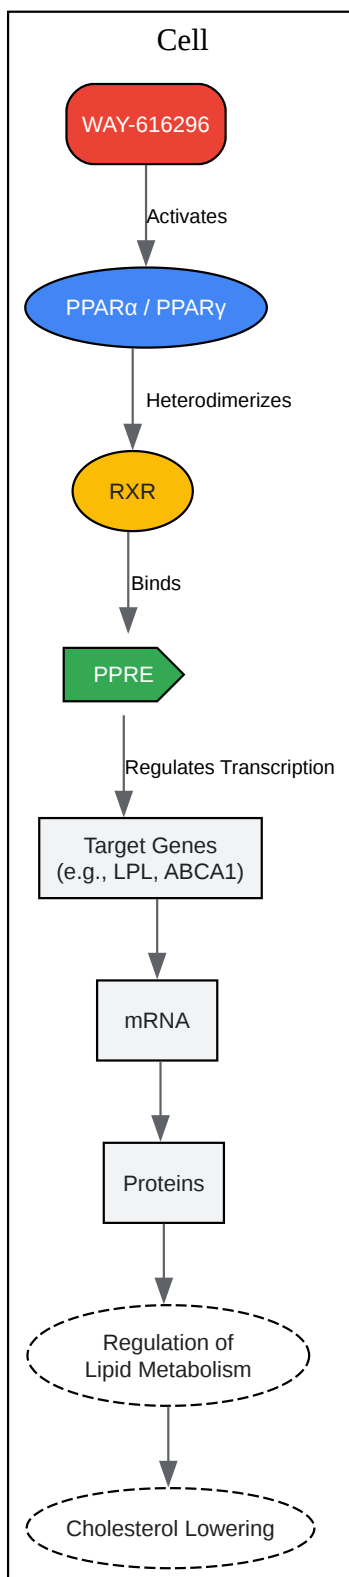 Cell
WAY-616296
Activates
PPARα / PPARγ
Heterodimerizes
RXR
Binds
PPRE
Regulates Transcription
Target Genes
(e.g., LPL, ABCA1)
mRNA
Proteins
Regulation of
Lipid Metabolism
Cholesterol Lowering